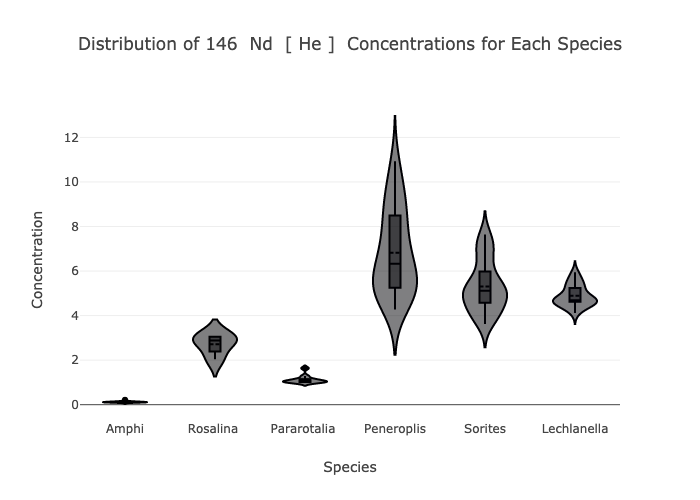 Distribution of 146 Nd [ He ] Concentrations for Each Species
Concentration
12
10
8
6
4
2
0
Amphi Rosalina Pararotalia Peneroplis Sorites Lechlanella
Species